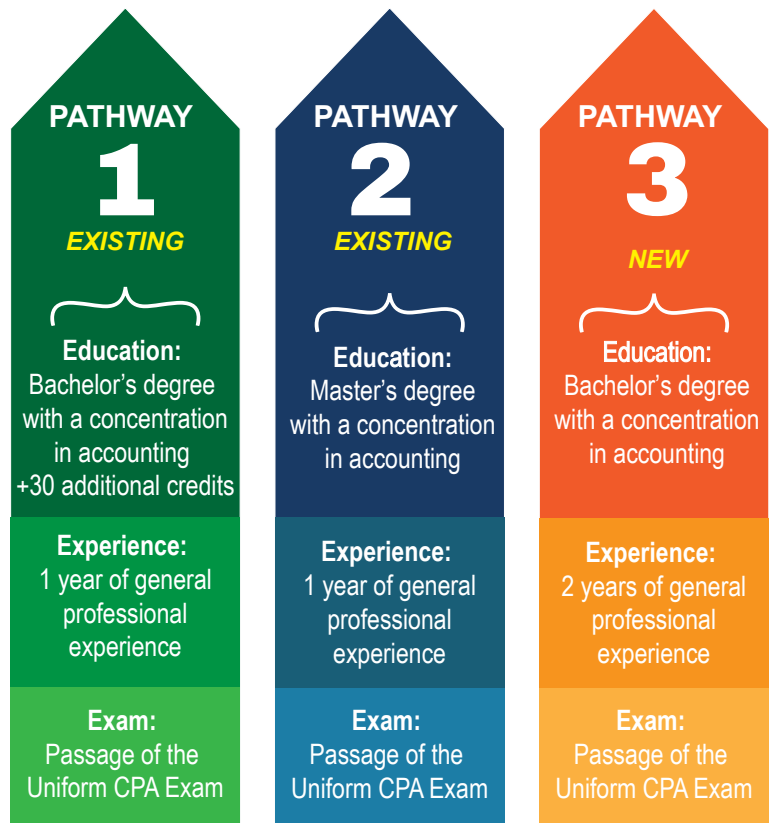 PATHWAY
1
EXISTING
Education:
Bachelor's degree
with a concentration
in accounting
+30 additional credits
Experience:
1 year of general
professional
experience
Exam:
Passage of the
Uniform CPA Exam
PATHWAY
2
EXISTING
Education:
Master's degree
with a concentration
in accounting
Experience:
1 year of general
professional
experience
Exam:
Passage of the
Uniform CPA Exam
PATHWAY
3
NEW
Education:
Bachelor's degree
with a concentration
in accounting
Experience:
2 years of general
professional
experience
Exam:
Passage of the
Uniform CPA Exam